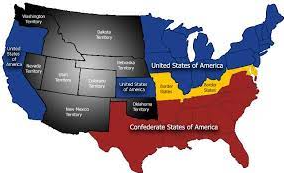 Washington
Territory
Dakota
Territory
United
States
of
America
Nevada
Territory
Utah
Territory
Colorado
Territory
Nebraska
Territory
United States of America
United States
of America
Border
States
Border
States
New Mexico
Territory
Oklahoma
Territory
Confederate States of America